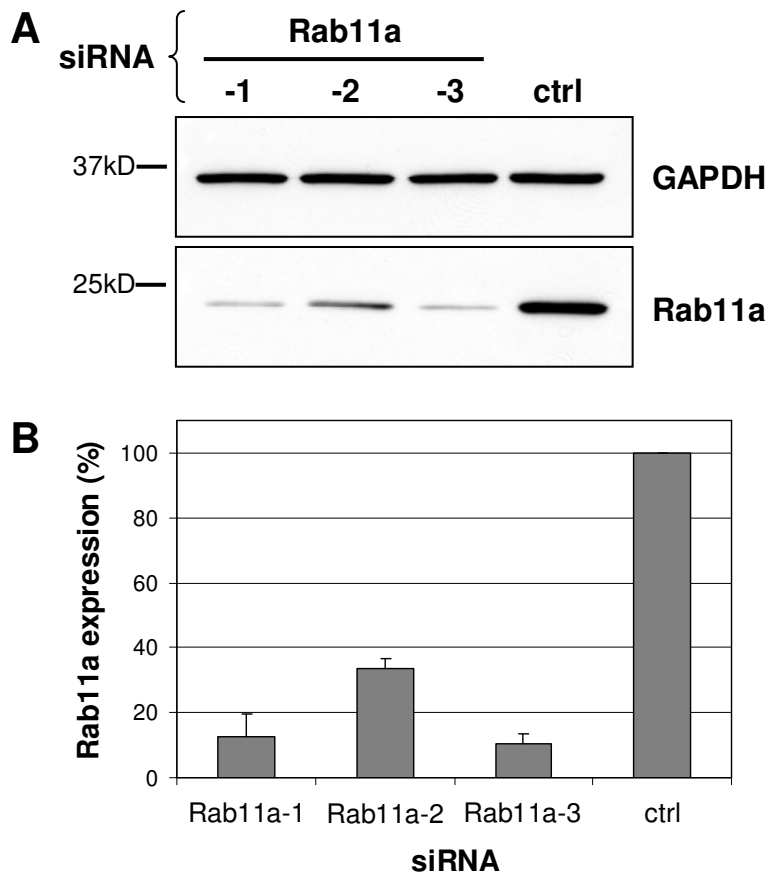 A
siRNA
Rab11a
-1 -2 -3 ctrl
37kD
GAPDH
25kD
Rab11a
B
Rab11a expression (%)
100
80
60
40
20
0
Rab11a-1 Rab11a-2 Rab11a-3 ctrl
siRNA